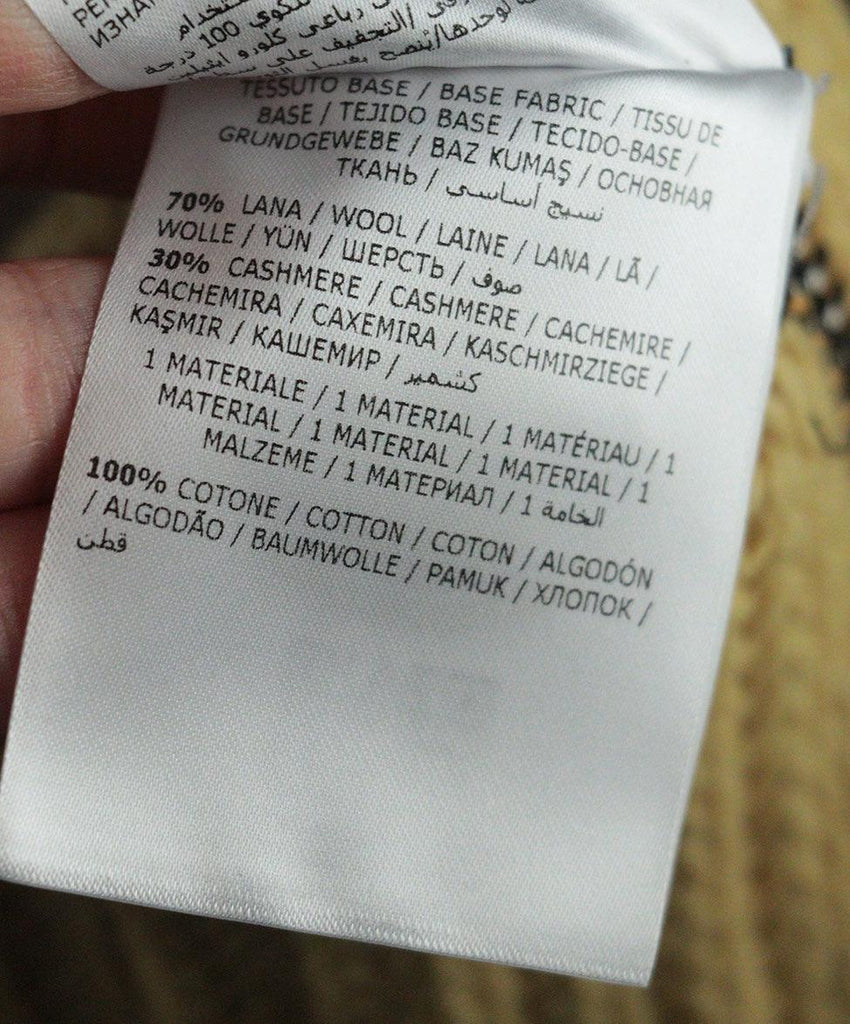 ИЗНАН
100 درجة
TESSUTO BASE / BASE FABRIC / TISSU DE
BASE / TEJIDO BASE / TECIDO-BASE /
GRUNDGEWEBE / BAZ KUMAŞ / ОСНОВНАЯ
ТКАНЬ / نسيج أساسي
70% LANA / WOOL / LAINE / LANA / LÃ /
WOLLE / YÜN / ШЕРСТЬ / صوف
30% CASHMERE / CASHMERE / CACHEMIRE /
CACHEMIRA / CAXEMIRA / KASCHMIRZIEGE /
KAŞMIR / КАШЕМИР / كشمير
1 MATERIALE / 1 MATERIAL / 1 MATÉRIAU / 1
MATERIAL / 1 MATERIAL / 1 MATERIAL / 1
MALZEME / 1 МАТЕРИАЛ / 1 الخامة
100% COTONE / COTTON / COTON / ALGODÓN
/ ALGODÃO / BAUMWOLLE / PAMUK / ХЛОПОК /
قطن